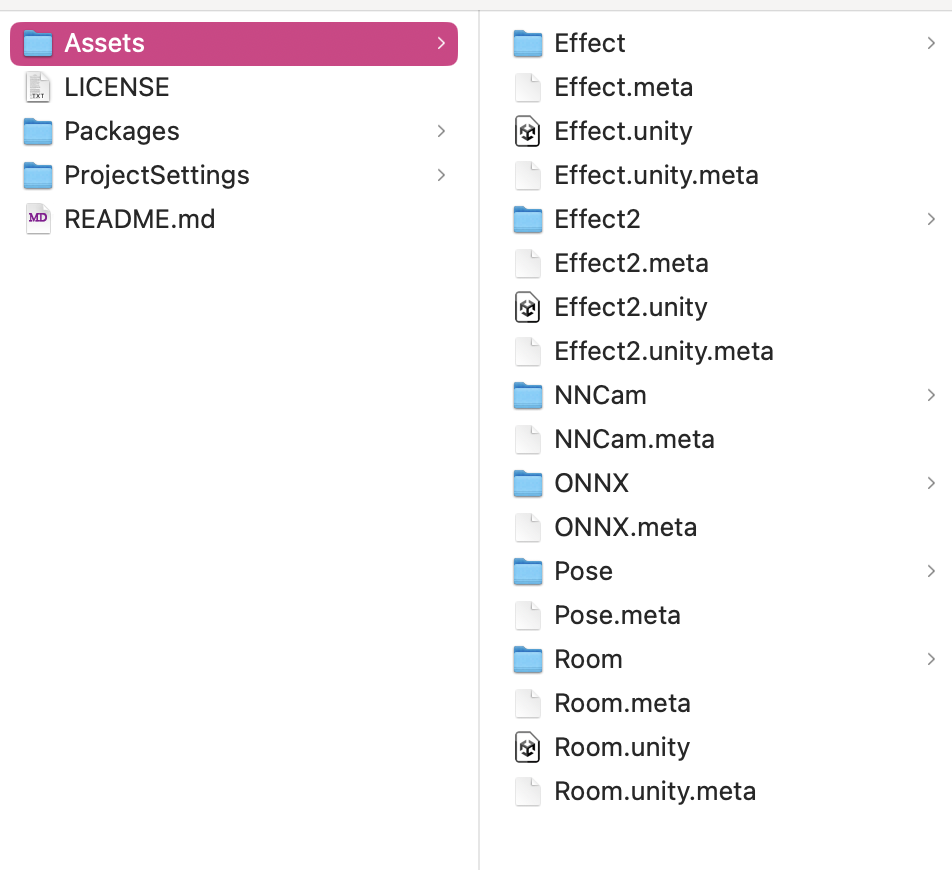 Assets
LICENSE
Packages
ProjectSettings
README.md
Effect
Effect.meta
Effect.unity
Effect.unity.meta
Effect2
Effect2.meta
Effect2.unity
Effect2.unity.meta
NNCam
NNCam.meta
ONNX
ONNX.meta
Pose
Pose.meta
Room
Room.meta
Room.unity
Room.unity.meta
TXT
MD